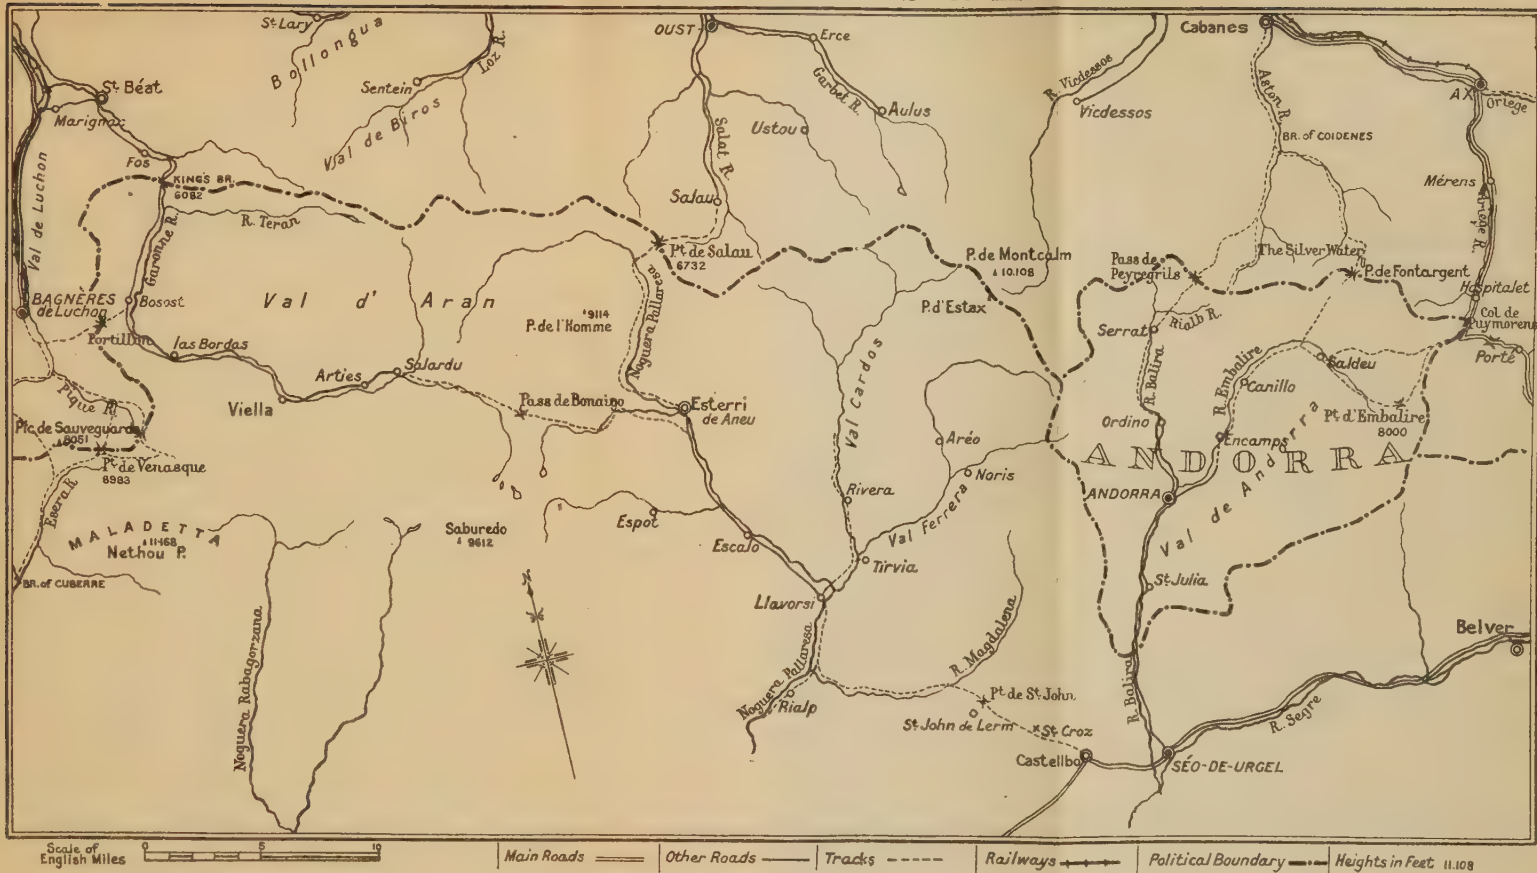 St. Lary
Bollongua
Sentein
Loz R.
Val de Biros
OUST
Erce
Garbet R.
Aulus
Ustou
Salat R.
Salau
R. Vicdessos
Vicdessos
Cabanes
Aston R.
BR. of COIDENES
AX
Oriege
Mérens
Ariège R.
St. Béat
Marignac
Fos
Val de Luchon
KING'S BR.
6082
R. Teran
Garonne R.
Pt. de Salau
6732
P. de Montcalm
10.108
Pass de
Peyregrils
The Silver Water
P. de Fontargent
Hospitalet
Col de
Puymorens
Porté
BAGNÈRES
de Luchon
Bosost
Portillon
Val d' Aran
las Bordas
9114
P. de l'Homme
Noguera Pallaresa
P. d'Estax
Serrat
Rialb R.
R. Balira
R. Embalire
Saldeu
Canillo
Pt. d'Embalire
8000
Arties
Salardu
Viella
Pass de Bonaigo
Esterri
de Aneu
Val Cardos
Pique R.
Pic de Sauveguarde
8051
Pt. de Venasque
8983
Esera R.
Aréo
Noris
Ordino
Encamps
ANDORRA
ANDORRA
Val de Andorra
MALADETTA
11168
Nethou P.
BR. of CUBERRE
Saburedo
9612
Espot
Escalo
Rivera
Val Ferrera
Tirvia
Llavorsi
St. Julia
Belver
Noguera Rabagorzana
N
Noguera Pallaresa
Rialp
R. Magdalena
Pt. de St. John
St. John de Lerm
St. Croz
Castellbo
R. Balira
SÉO-DE-URGEL
R. Segre
Scale of
English Miles
0 5 10
Main Roads
Other Roads
Tracks
Railways
Political Boundary
Heights in Feet 11.108